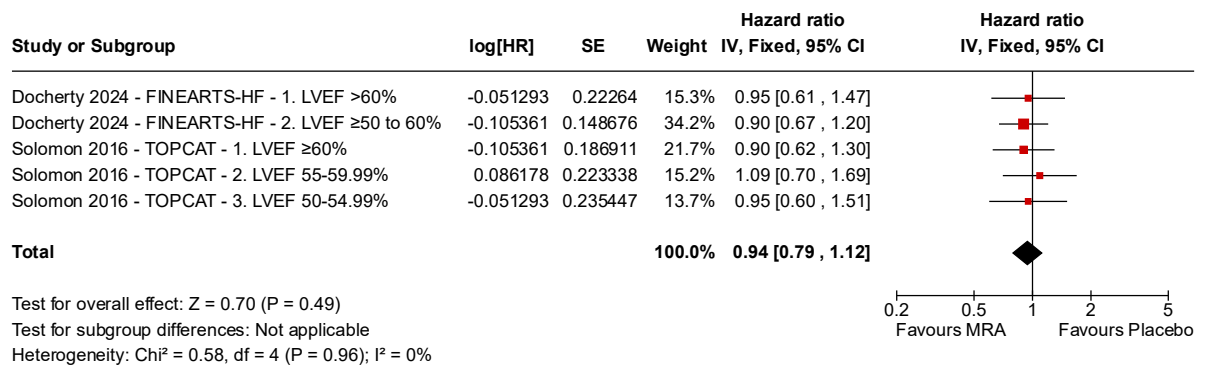 Hazard ratio Hazard ratio
Study or Subgroup log[HR] SE Weight IV, Fixed, 95% CI IV, Fixed, 95% CI
Docherty 2024 - FINEARTS-HF - 1. LVEF >60% -0.051293 0.22264 15.3% 0.95 [0.61 , 1.47]
Docherty 2024 - FINEARTS-HF - 2. LVEF ≥50 to 60% -0.105361 0.148676 34.2% 0.90 [0.67 , 1.20]
Solomon 2016 - TOPCAT - 1. LVEF ≥60% -0.105361 0.186911 21.7% 0.90 [0.62 , 1.30]
Solomon 2016 - TOPCAT - 2. LVEF 55-59.99% 0.086178 0.223338 15.2% 1.09 [0.70 , 1.69]
Solomon 2016 - TOPCAT - 3. LVEF 50-54.99% -0.051293 0.235447 13.7% 0.95 [0.60 , 1.51]
Total 100.0% 0.94 [0.79 , 1.12]
Test for overall effect: Z = 0.70 (P = 0.49)
Test for subgroup differences: Not applicable
Heterogeneity: Chi² = 0.58, df = 4 (P = 0.96); I² = 0%
0.2 0.5 1 2 5
Favours MRA Favours Placebo